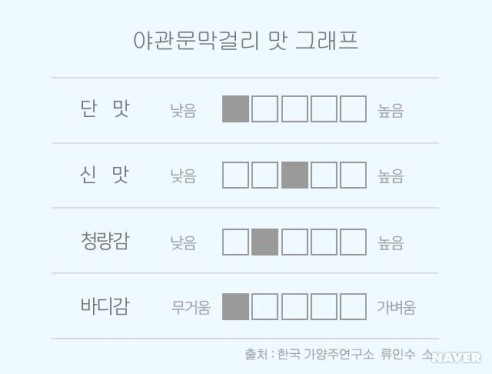 야관문막걸리 맛 그래프
단 맛 낮음 높음
신 맛 낮음 높음
청량감 낮음 높음
바디감 무거움 가벼움
출처 : 한국 가양주연구소 류인수 소
NAVER